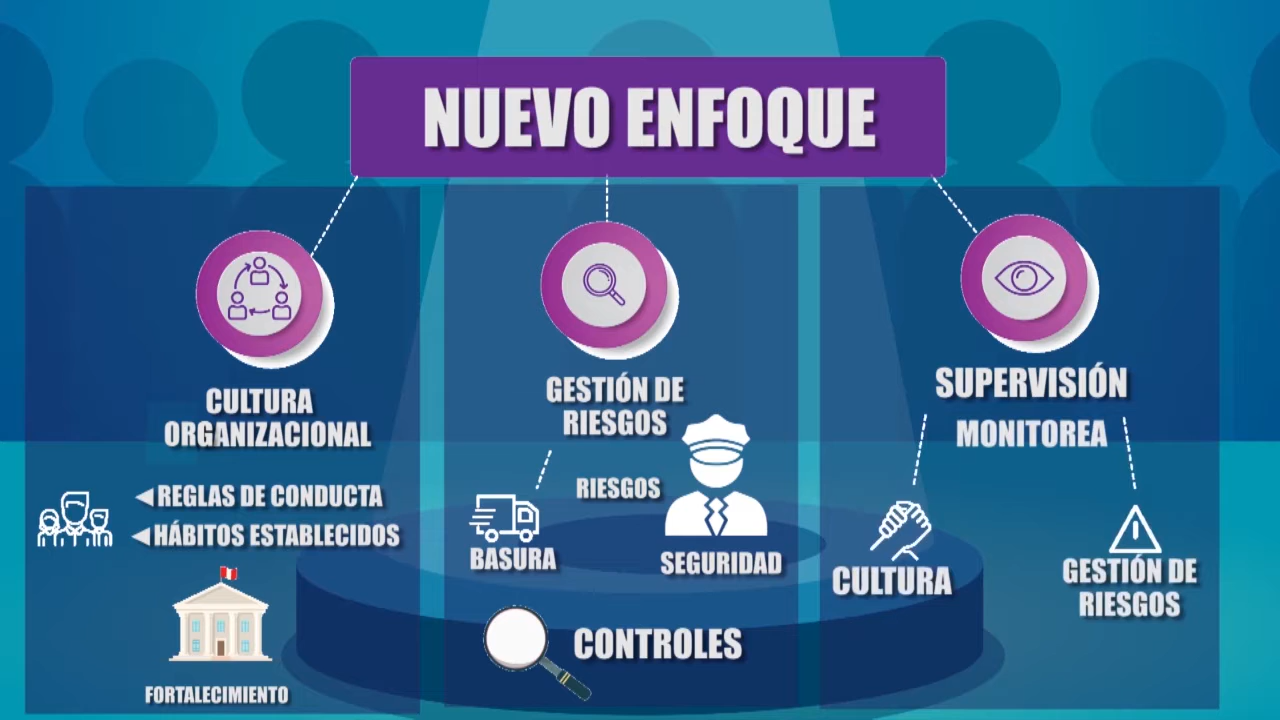 NUEVO ENFOQUE
CULTURA
ORGANIZACIONAL
REGLAS DE CONDUCTA
HÁBITOS ESTABLECIDOS
FORTALECIMIENTO
GESTIÓN DE
RIESGOS
RIESGOS
BASURA
SEGURIDAD
CONTROLES
SUPERVISIÓN
MONITOREA
CULTURA
GESTIÓN DE
RIESGOS